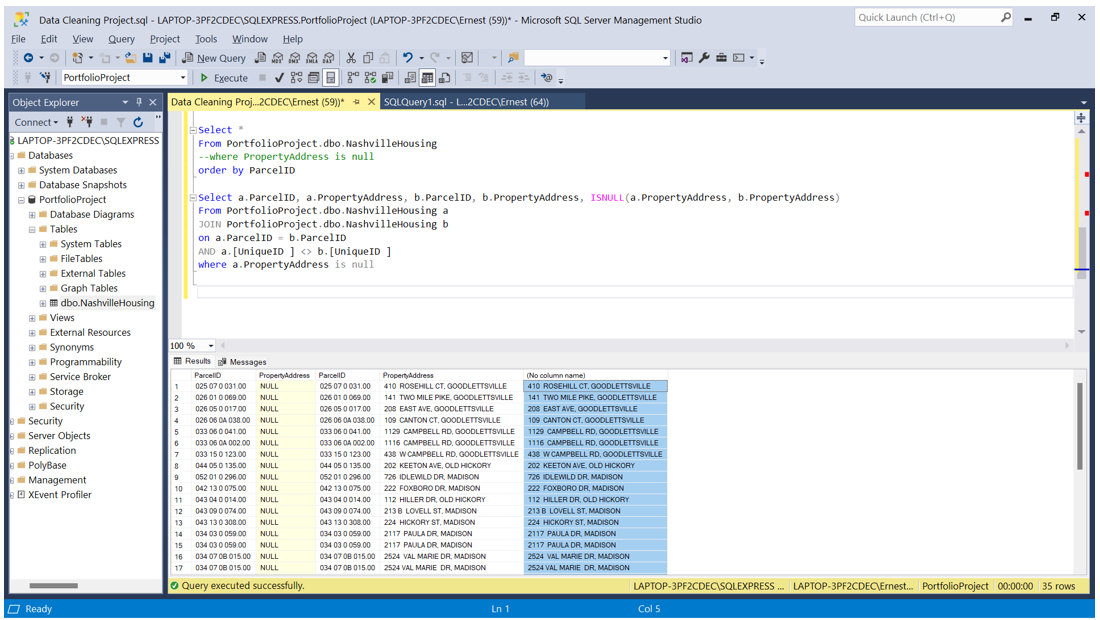 Data Cleaning Project.sql - LAPTOP-3PF2CDEC\SQLEXPRESS.PortfolioProject (LAPTOP-3PF2CDEC\Ernest (59))* - Microsoft SQL Server Management Studio
Quick Launch (Ctrl+Q)
File Edit View Query Project Tools Window Help
New Query MDX DMX XMLA DAX
PortfolioProject Execute
Object Explorer
Data Cleaning Proj...2CDEC\Ernest (59))* SQLQuery1.sql - L...2CDEC\Ernest (64))
Connect
LAPTOP-3PF2CDEC\SQLEXPRESS
Databases
System Databases
Database Snapshots
PortfolioProject
Database Diagrams
Tables
System Tables
FileTables
External Tables
Graph Tables
dbo.NashvilleHousing
Views
External Resources
Synonyms
Programmability
Service Broker
Storage
Security
Security
Server Objects
Replication
PolyBase
Management
XEvent Profiler
Select *
From PortfolioProject.dbo.NashvilleHousing
--where PropertyAddress is null
order by ParcelID
Select a.ParcelID, a.PropertyAddress, b.ParcelID, b.PropertyAddress, ISNULL(a.PropertyAddress, b.PropertyAddress)
From PortfolioProject.dbo.NashvilleHousing a
JOIN PortfolioProject.dbo.NashvilleHousing b
on a.ParcelID = b.ParcelID
AND a.[UniqueID ] <> b.[UniqueID ]
where a.PropertyAddress is null
100 %
Results Messages
ParcelID PropertyAddress ParcelID PropertyAddress (No column name)
1 025 07 0 031.00 NULL 025 07 0 031.00 410 ROSEHILL CT, GOODLETTSVILLE 410 ROSEHILL CT, GOODLETTSVILLE
2 026 01 0 069.00 NULL 026 01 0 069.00 141 TWO MILE PIKE, GOODLETTSVILLE 141 TWO MILE PIKE, GOODLETTSVILLE
3 026 05 0 017.00 NULL 026 05 0 017.00 208 EAST AVE, GOODLETTSVILLE 208 EAST AVE, GOODLETTSVILLE
4 026 06 0A 038.00 NULL 026 06 0A 038.00 109 CANTON CT, GOODLETTSVILLE 109 CANTON CT, GOODLETTSVILLE
5 033 06 0 041.00 NULL 033 06 0 041.00 1129 CAMPBELL RD, GOODLETTSVILLE 1129 CAMPBELL RD, GOODLETTSVILLE
6 033 06 0A 002.00 NULL 033 06 0A 002.00 1116 CAMPBELL RD, GOODLETTSVILLE 1116 CAMPBELL RD, GOODLETTSVILLE
7 033 15 0 123.00 NULL 033 15 0 123.00 438 W CAMPBELL RD, GOODLETTSVILLE 438 W CAMPBELL RD, GOODLETTSVILLE
8 044 05 0 135.00 NULL 044 05 0 135.00 202 KEETON AVE, OLD HICKORY 202 KEETON AVE, OLD HICKORY
9 052 01 0 296.00 NULL 052 01 0 296.00 726 IDLEWILD DR, MADISON 726 IDLEWILD DR, MADISON
10 042 13 0 075.00 NULL 042 13 0 075.00 222 FOXBORO DR, MADISON 222 FOXBORO DR, MADISON
11 043 04 0 014.00 NULL 043 04 0 014.00 112 HILLER DR, OLD HICKORY 112 HILLER DR, OLD HICKORY
12 043 09 0 074.00 NULL 043 09 0 074.00 213 B LOVELL ST, MADISON 213 B LOVELL ST, MADISON
13 043 13 0 308.00 NULL 043 13 0 308.00 224 HICKORY ST, MADISON 224 HICKORY ST, MADISON
14 034 03 0 059.00 NULL 034 03 0 059.00 2117 PAULA DR, MADISON 2117 PAULA DR, MADISON
15 034 03 0 059.00 NULL 034 03 0 059.00 2117 PAULA DR, MADISON 2117 PAULA DR, MADISON
16 034 07 0B 015.00 NULL 034 07 0B 015.00 2524 VAL MARIE DR, MADISON 2524 VAL MARIE DR, MADISON
17 034 07 0B 015.00 NULL 034 07 0B 015.00 2524 VAL MARIE DR, MADISON 2524 VAL MARIE DR, MADISON
Query executed successfully. LAPTOP-3PF2CDEC\SQLEXPRESS ... LAPTOP-3PF2CDEC\Ernest... PortfolioProject 00:00:00 35 rows
Ready Ln 1 Col 5